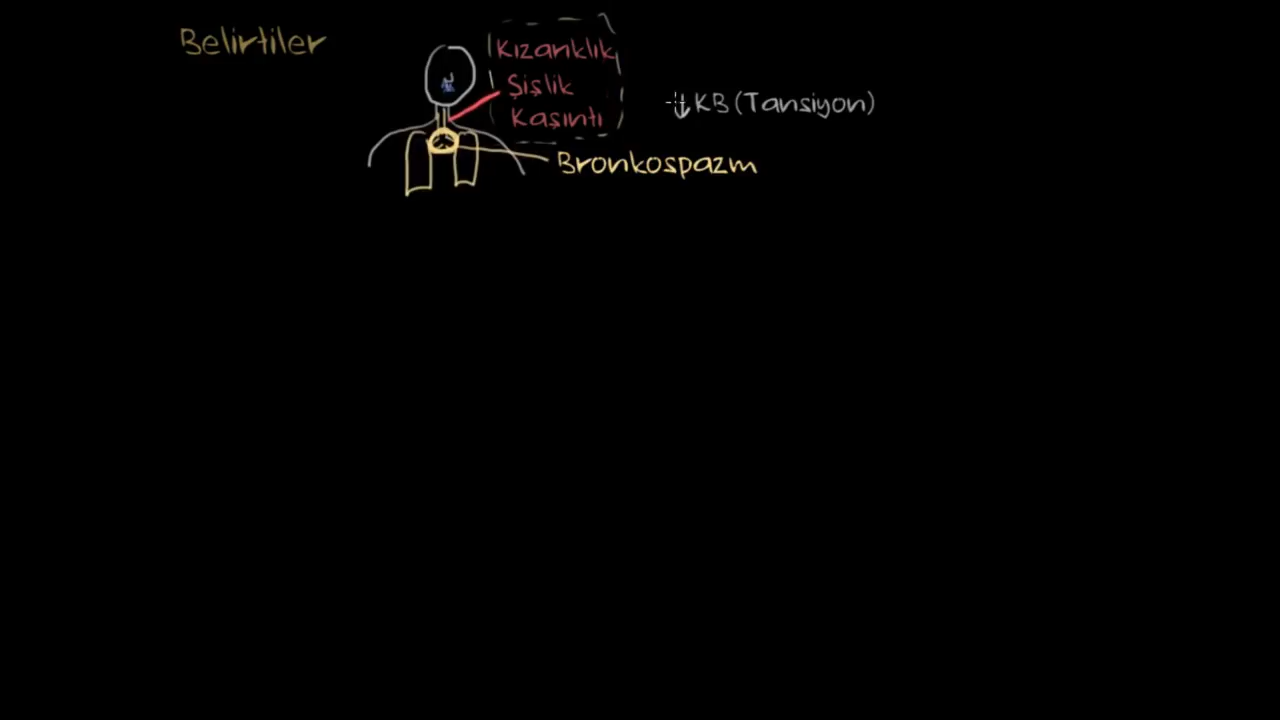 Belirtiler
Kızarıklık
Şişlik
Kaşıntı
↓KB (Tansiyon)
Bronkospazm